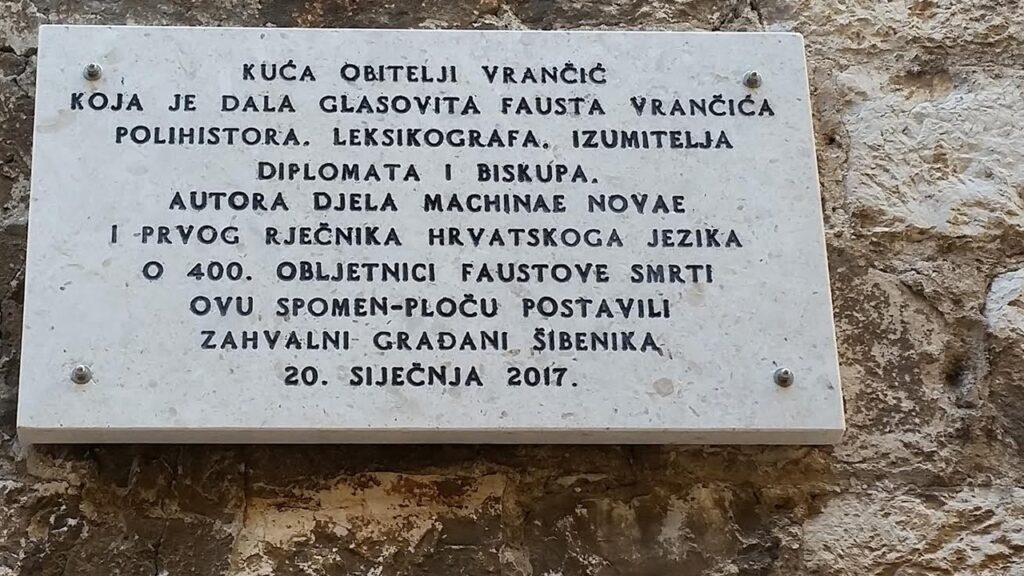 KUĆA OBITELJI VRANČIĆ
KOJA JE DALA GLASOVITA FAUSTA VRANČIĆA
POLIHISTORA. LEKSIKOGRAFA. IZUMITELJA
DIPLOMATA I BISKUPA.
AUTORA DJELA MACHINAE NOVAE
I PRVOG RJEČNIKA HRVATSKOGA JEZIKA
O 400. OBLJETNICI FAUSTOVE SMRTI
OVU SPOMEN-PLOČU POSTAVILI
ZAHVALNI GRAĐANI ŠIBENIKA
20. SIJEČNJA 2017.